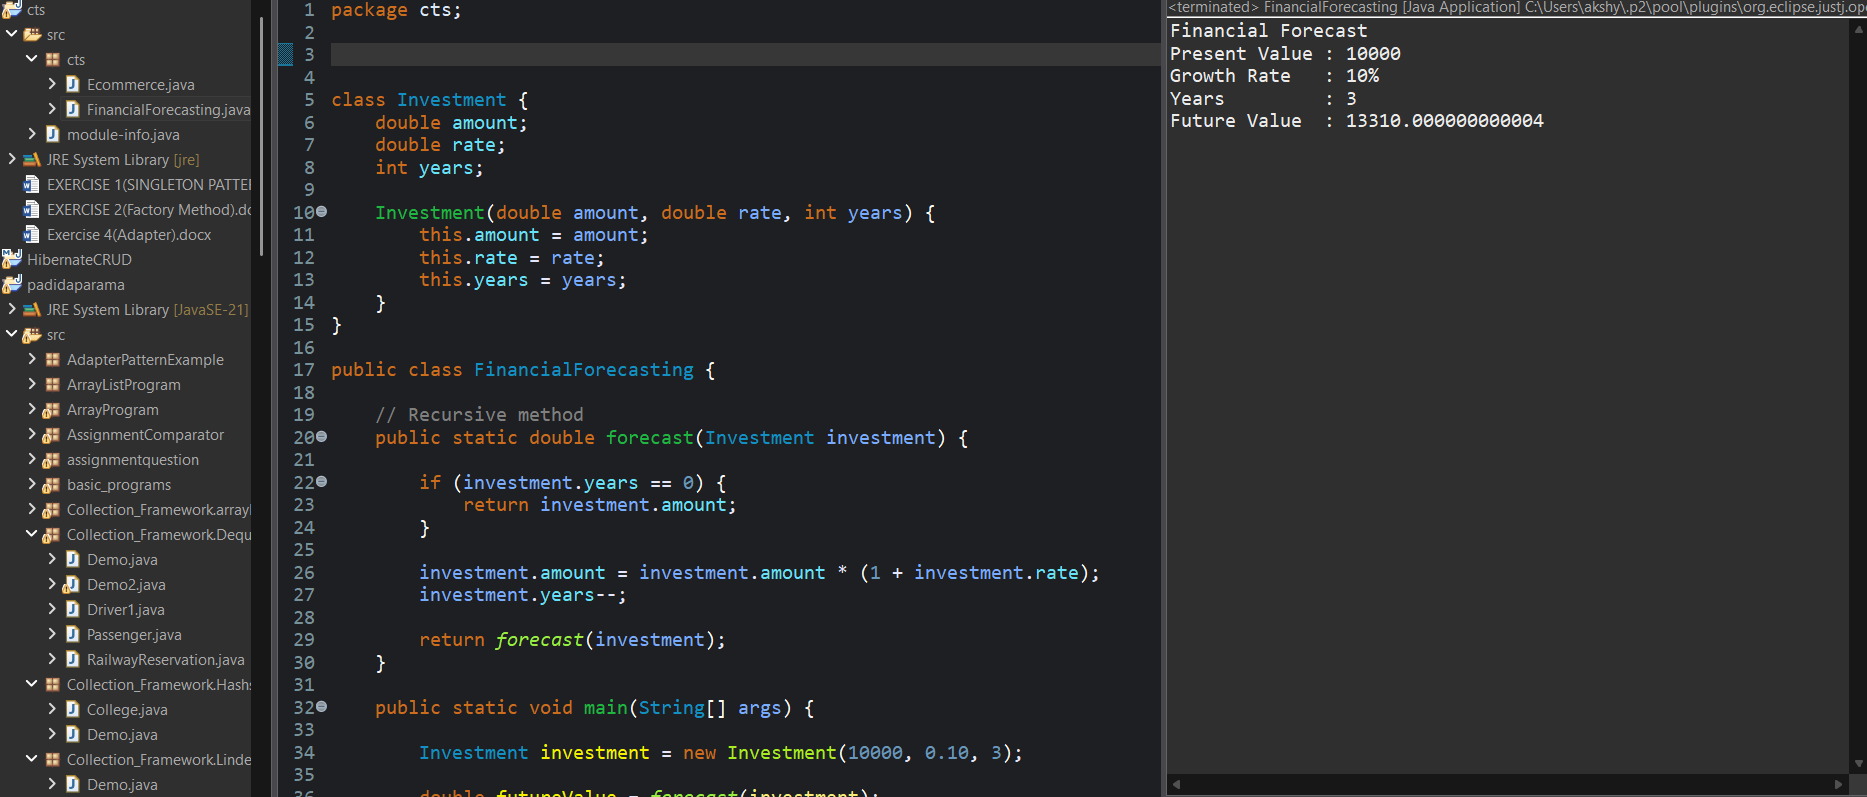 cts
src
cts
Ecommerce.java
FinancialForecasting.java
module-info.java
JRE System Library [jre]
EXERCISE 1(SINGLETON PATTE
EXERCISE 2(Factory Method).do
Exercise 4(Adapter).docx
HibernateCRUD
padidaparama
JRE System Library [JavaSE-21]
src
AdapterPatternExample
ArrayListProgram
ArrayProgram
AssignmentComparator
assignmentquestion
basic_programs
Collection_Framework.arrayl
Collection_Framework.Dequ
Demo.java
Demo2.java
Driver1.java
Passenger.java
RailwayReservation.java
Collection_Framework.Hash
College.java
Demo.java
Collection_Framework.Linde
Demo.java
1 package cts;
2
3
4
5 class Investment {
6 double amount;
7 double rate;
8 int years;
9
10 Investment(double amount, double rate, int years) {
11 this.amount = amount;
12 this.rate = rate;
13 this.years = years;
14 }
15 }
16
17 public class FinancialForecasting {
18
19 // Recursive method
20 public static double forecast(Investment investment) {
21
22 if (investment.years == 0) {
23 return investment.amount;
24 }
25
26 investment.amount = investment.amount * (1 + investment.rate);
27 investment.years--;
28
29 return forecast(investment);
30 }
31
32 public static void main(String[] args) {
33
34 Investment investment = new Investment(10000, 0.10, 3);
35
36 double futureValue = forecast(investment);
<terminated> FinancialForecasting [Java Application] C:\Users\akshy\.p2\pool\plugins\org.eclipse.justj.op
Financial Forecast
Present Value : 10000
Growth Rate : 10%
Years : 3
Future Value : 13310.000000000004